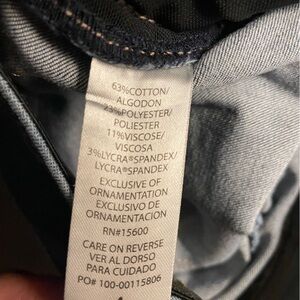 63%COTTON/
ALGODON
23%POLYESTER/
POLIESTER
11%VISCOSE/
VISCOSA
3%LYCRA®SPANDEX/
LYCRA®SPANDEX
EXCLUSIVE OF
ORNAMENTATION
EXCLUSIVO DE
ORNAMENTACION
RN#15600
CARE ON REVERSE
VER AL DORSO
PARA CUIDADO
PO# 100-00115806